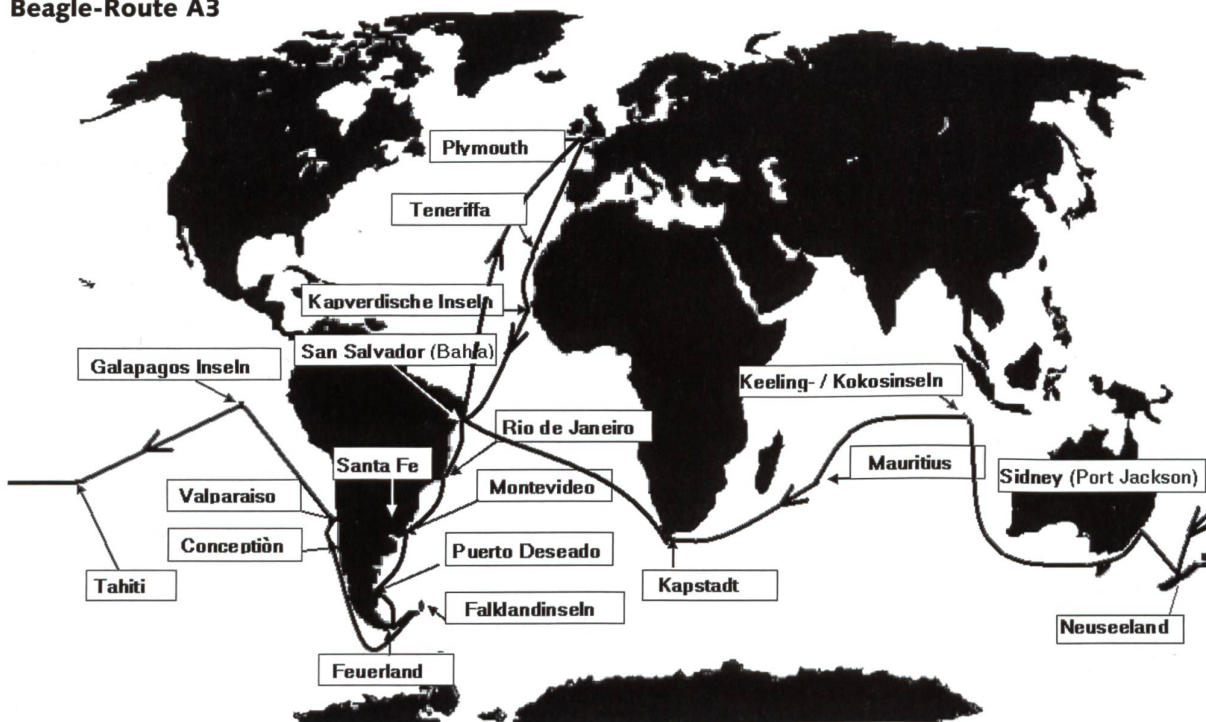 Beagle-Route A3
Plymouth
Teneriffa
Kapverdische Inseln
San Salvador (Bahia)
Galapagos Inseln
Keeling- / Kokosinseln
Rio de Janeiro
Santa Fe
Mauritius
Sidney (Port Jackson)
Valparaiso
Montevideo
Conceptiòn
Puerto Deseado
Tahiti
Kapstadt
Falklandinseln
Neuseeland
Feuerland